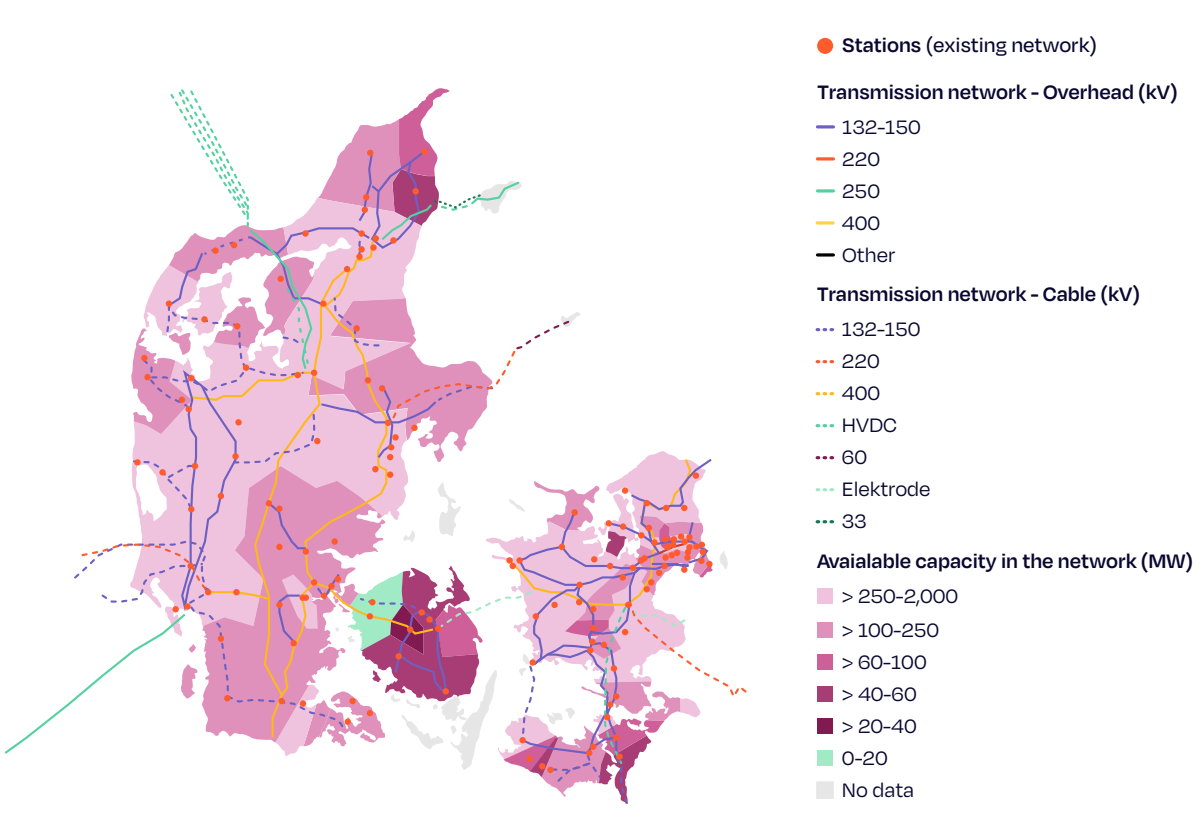 Stations (existing network)
Transmission network - Overhead (kV)
132-150
220
250
400
Other
Transmission network - Cable (kV)
132-150
220
400
HVDC
60
Elektrode
33
Avaialable capacity in the network (MW)
> 250-2,000
> 100-250
> 60-100
> 40-60
> 20-40
0-20
No data